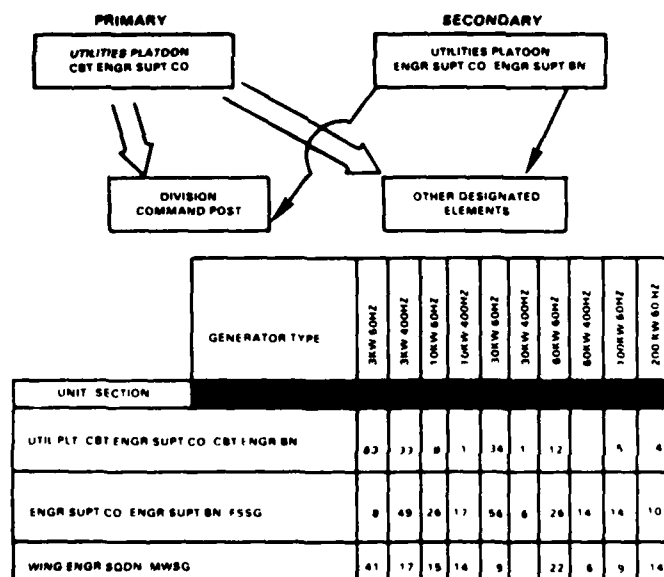 PRIMARY
SECONDARY
UTILITIES PLATOON
CBT ENGR SUPT CO
UTILITIES PLATOON
ENGR SUPT CO ENGR SUPT BN
DIVISION
COMMAND POST
OTHER DESIGNATED
ELEMENTS
GENERATOR TYPE 3KW 60HZ 3KW 400HZ 10KW 60HZ 10KW 400HZ 30KW 60HZ 30KW 400HZ 60KW 60HZ 60KW 400HZ 100KW 60HZ 200 KW 60 HZ
UNIT SECTION
UTIL PLT CBT ENGR SUPT CO CBT ENGR BN 33 1 1 12 5 4
ENGR SUPT CO ENGR SUPT BN FSSG 49 26 17 6 26 14 14 10
WING ENGR SQDN MWSG 41 17 15 14 9 22 6 9 14